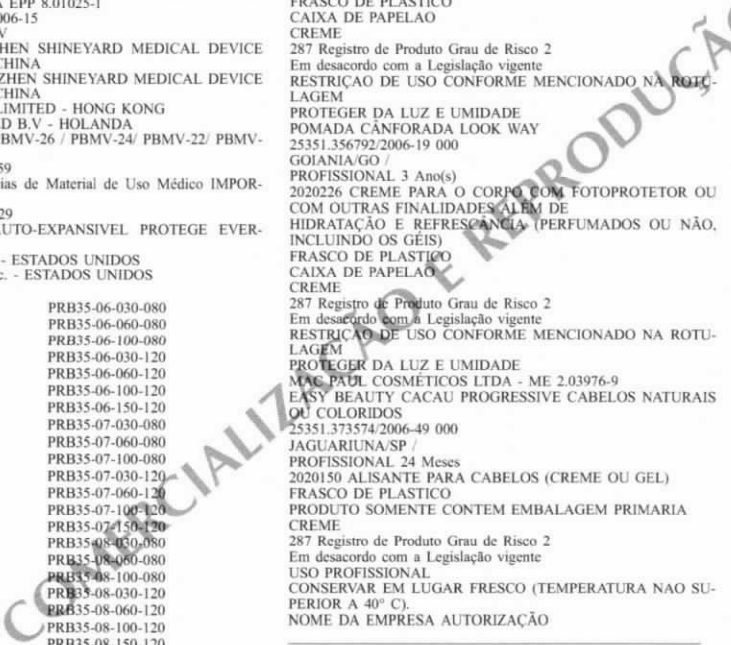 A EPP 8.01025-1
006-15
V
HEN SHINEYARD MEDICAL DEVICE
CHINA
ZHEN SHINEYARD MEDICAL DEVICE
CHINA
LIMITED - HONG KONG
ED B.V - HOLANDA
PBMV-26 / PBMV-24/ PBMV-22/ PBMV-
59
ias de Material de Uso Médico IMPOR-
29
AUTO-EXPANSIVEL PROTEGE EVER-
- ESTADOS UNIDOS
c. - ESTADOS UNIDOS
PRB35-06-030-080
PRB35-06-060-080
PRB35-06-100-080
PRB35-06-030-120
PRB35-06-060-120
PRB35-06-100-120
PRB35-06-150-120
PRB35-07-030-080
PRB35-07-060-080
PRB35-07-100-080
PRB35-07-030-120
PRB35-07-060-120
PRB35-07-100-120
PRB35-07-150-120
PRB35-08-030-080
PRB35-08-060-080
PRB35-08-100-080
PRB35-08-030-120
PRB35-08-060-120
PRB35-08-100-120
PRB35-08-150-120
FRASCO DE PLASTICO
CAIXA DE PAPELAO
CREME
287 Registro de Produto Grau de Risco 2
Em desacordo com a Legislação vigente
RESTRIÇAO DE USO CONFORME MENCIONADO NA ROTU-
LAGEM
PROTEGER DA LUZ E UMIDADE
POMADA CÂNFORADA LOOK WAY
25351.356792/2006-19 000
GOIANIA/GO /
PROFISSIONAL 3 Ano(s)
2020226 CREME PARA O CORPO COM FOTOPROTETOR OU
COM OUTRAS FINALIDADES ALEM DE
HIDRATAÇÃO E REFRESCANCIA (PERFUMADOS OU NÃO,
INCLUINDO OS GÉIS)
FRASCO DE PLASTICO
CAIXA DE PAPELAO
CREME
287 Registro de Produto Grau de Risco 2
Em desacordo com a Legislação vigente
RESTRIÇAO DE USO CONFORME MENCIONADO NA ROTU-
LAGEM
PROTEGER DA LUZ E UMIDADE
MAC PAUL COSMÉTICOS LTDA - ME 2.03976-9
EASY BEAUTY CACAU PROGRESSIVE CABELOS NATURAIS
OU COLORIDOS
25351.373574/2006-49 000
JAGUARIUNA/SP /
PROFISSIONAL 24 Meses
2020150 ALISANTE PARA CABELOS (CREME OU GEL)
FRASCO DE PLASTICO
PRODUTO SOMENTE CONTEM EMBALAGEM PRIMARIA
CREME
287 Registro de Produto Grau de Risco 2
Em desacordo com a Legislação vigente
USO PROFISSIONAL
CONSERVAR EM LUGAR FRESCO (TEMPERATURA NAO SU-
PERIOR A 40° C).
NOME DA EMPRESA AUTORIZAÇÃO
COMERCIALIZAÇÃO E REPRODUÇÃO